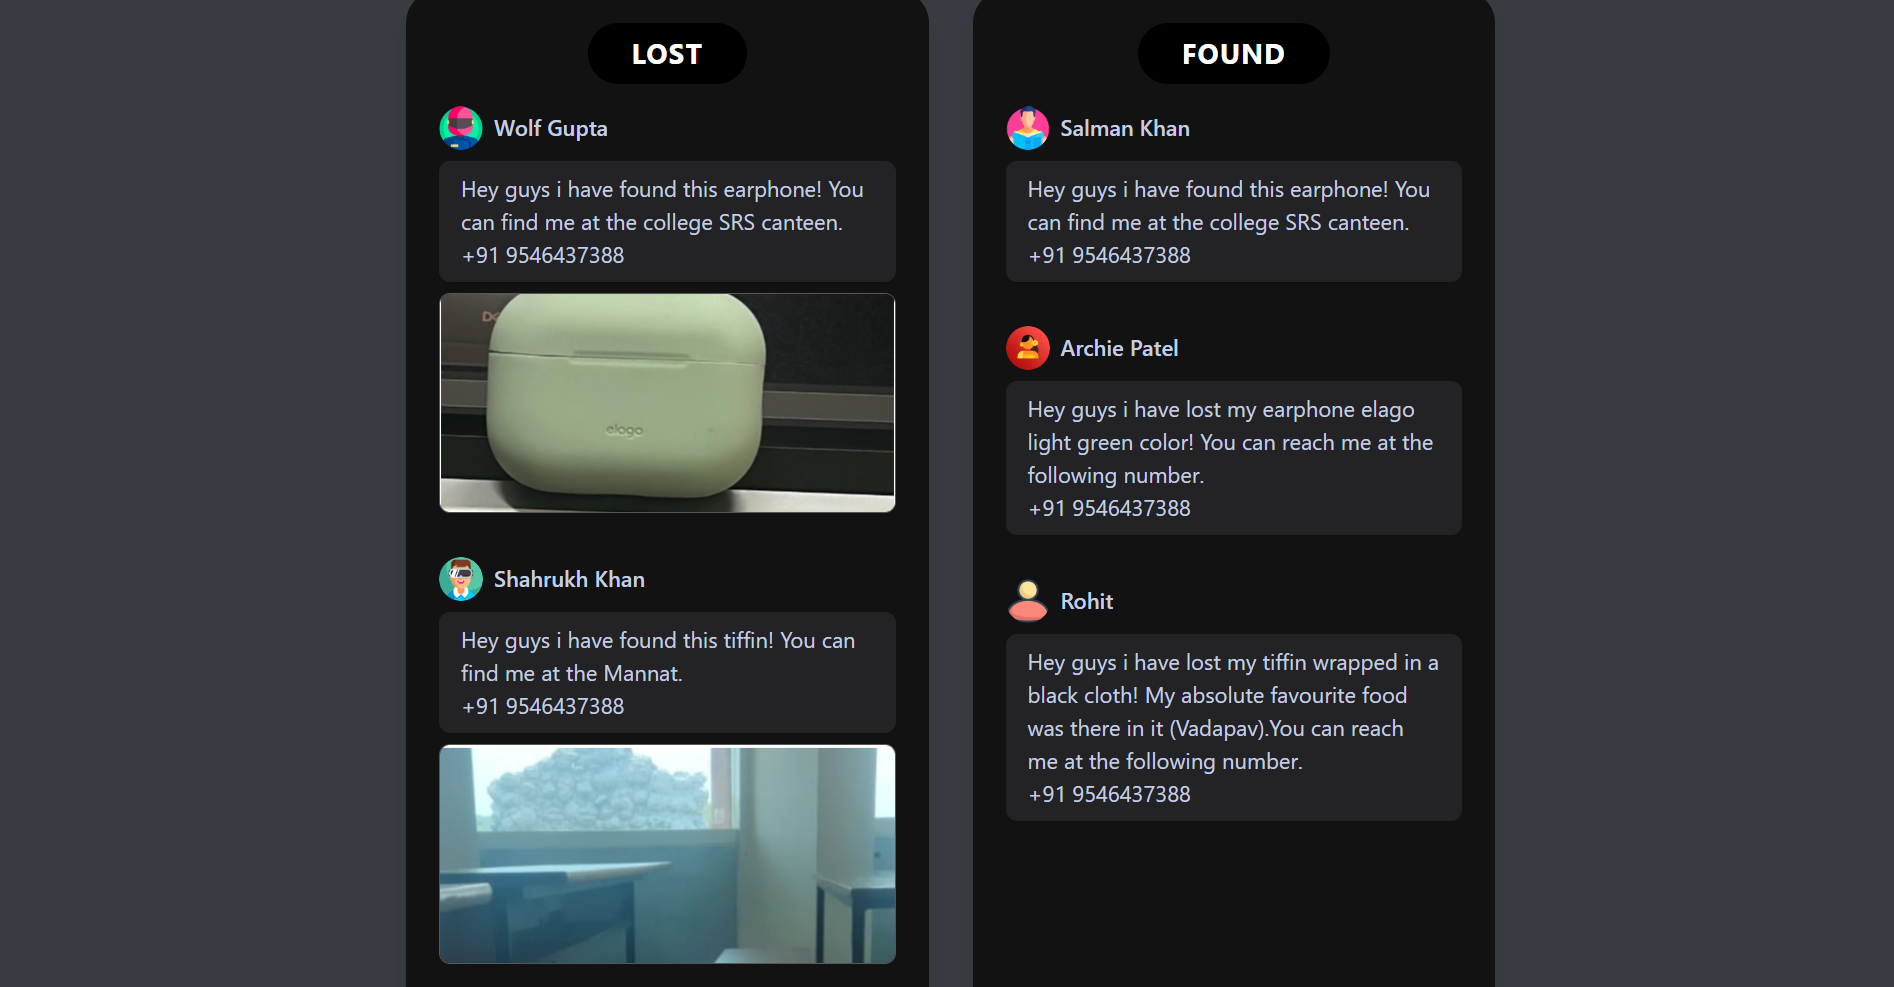 LOST
Wolf Gupta
Hey guys i have found this earphone! You
can find me at the college SRS canteen.
+91 9546437388
elago
Shahrukh Khan
Hey guys i have found this tiffin! You can
find me at the Mannat.
+91 9546437388
FOUND
Salman Khan
Hey guys i have found this earphone! You
can find me at the college SRS canteen.
+91 9546437388
Archie Patel
Hey guys i have lost my earphone elago
light green color! You can reach me at the
following number.
+91 9546437388
Rohit
Hey guys i have lost my tiffin wrapped in a
black cloth! My absolute favourite food
was there in it (Vadapav).You can reach
me at the following number.
+91 9546437388